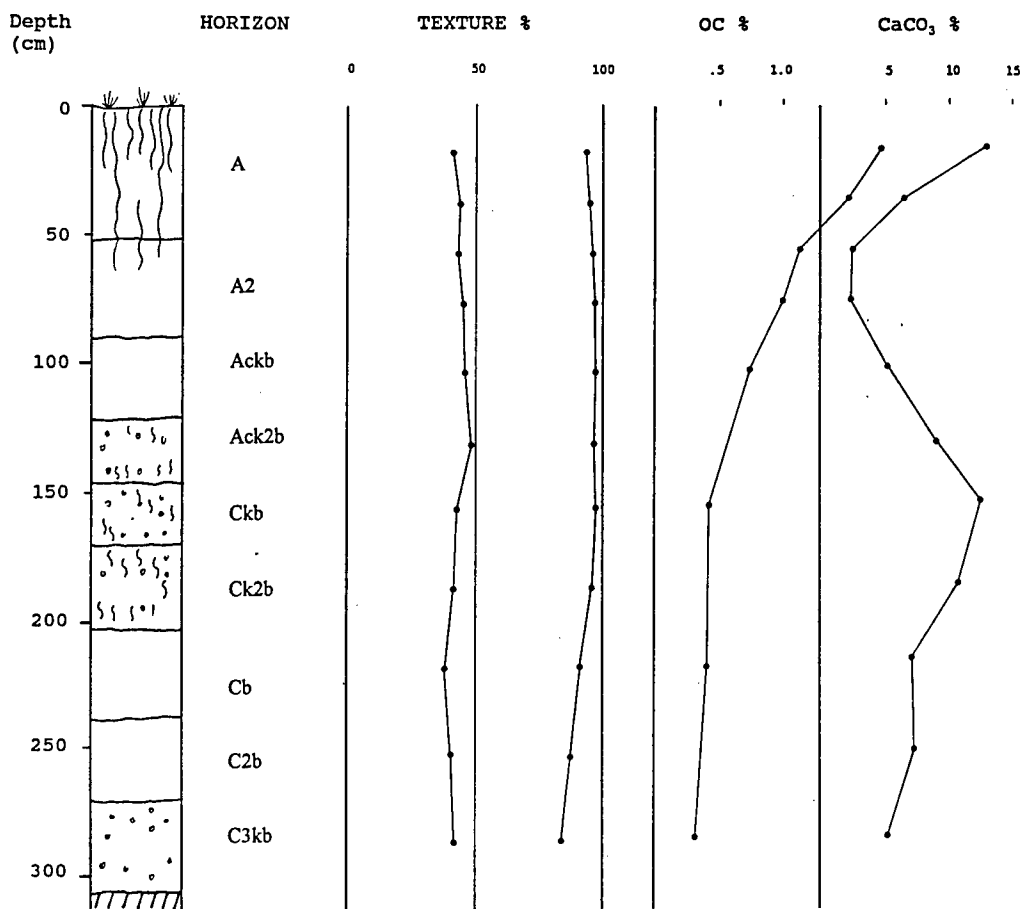 Depth (cm) HORIZON TEXTURE % OC % CaCO₃ %
0 50 100 .5 1.0 5 10 15
0
A
50
A2
100
Ackb
Ack2b
150
Ckb
Ck2b
200
Cb
250
C2b
C3kb
300